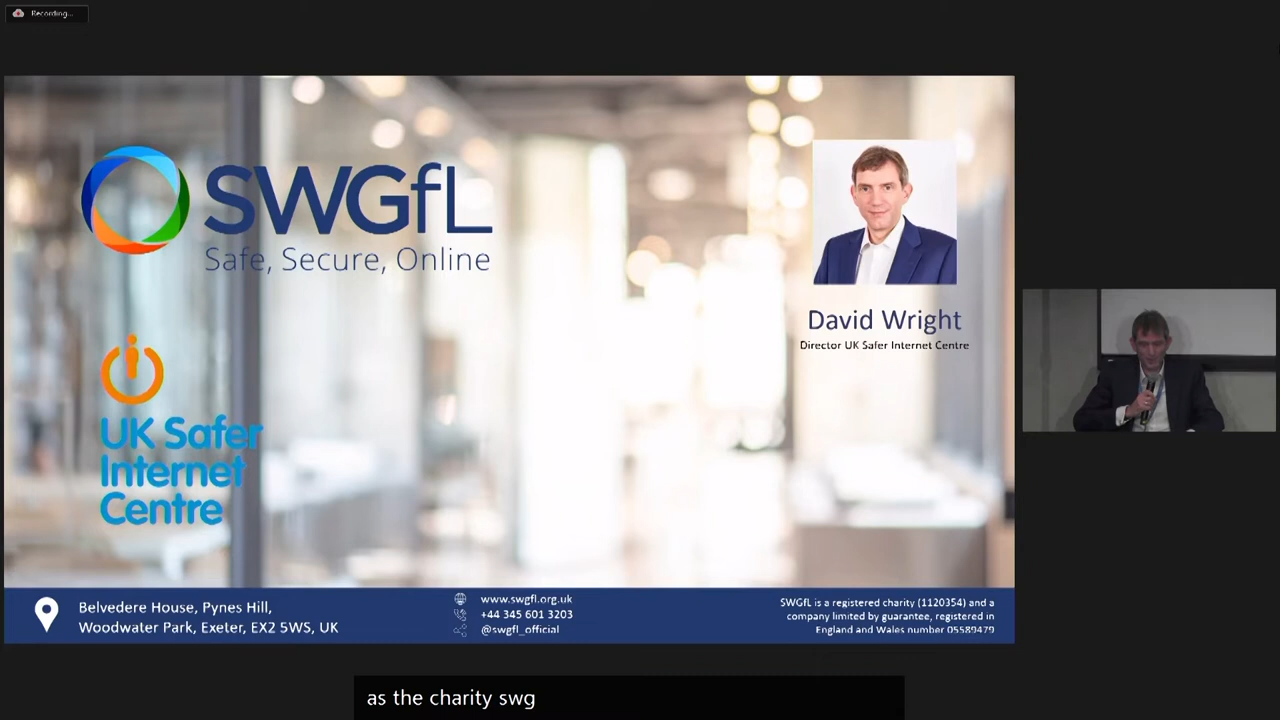 Recording...
SWGfL
Safe, Secure, Online
David Wright
Director UK Safer Internet Centre
UK Safer
Internet
Centre
Belvedere House, Pynes Hill,
Woodwater Park, Exeter, EX2 5WS, UK
www.swgfl.org.uk
+44 345 601 3203
@swgfl_official
SWGfL is a registered charity (1120354) and a
company limited by guarantee, registered in
England and Wales number 05589479
as the charity swg